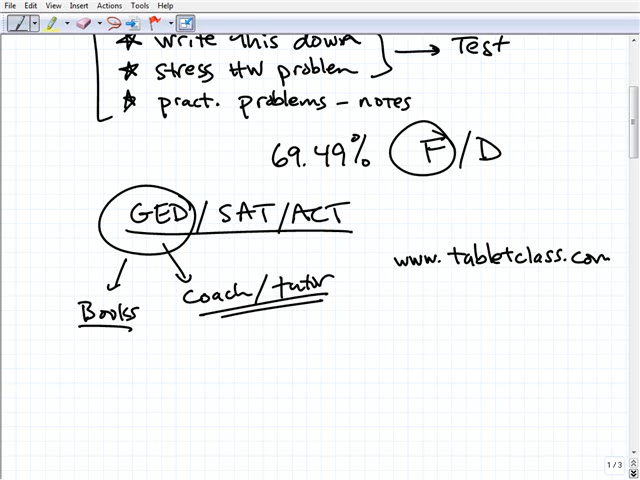 File Edit View Insert Actions Tools Help
★ write this down
★ stress HW problem
→ Test
★ pract. problems - notes
69.49% F/D
GED/SAT/ACT
www.tabletclass.com
Books
coach/tutor
1/3